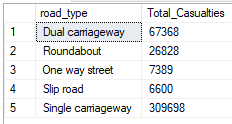 road_type Total_Casualties
1 Dual carriageway 67368
2 Roundabout 26828
3 One way street 7389
4 Slip road 6600
5 Single carriageway 309698